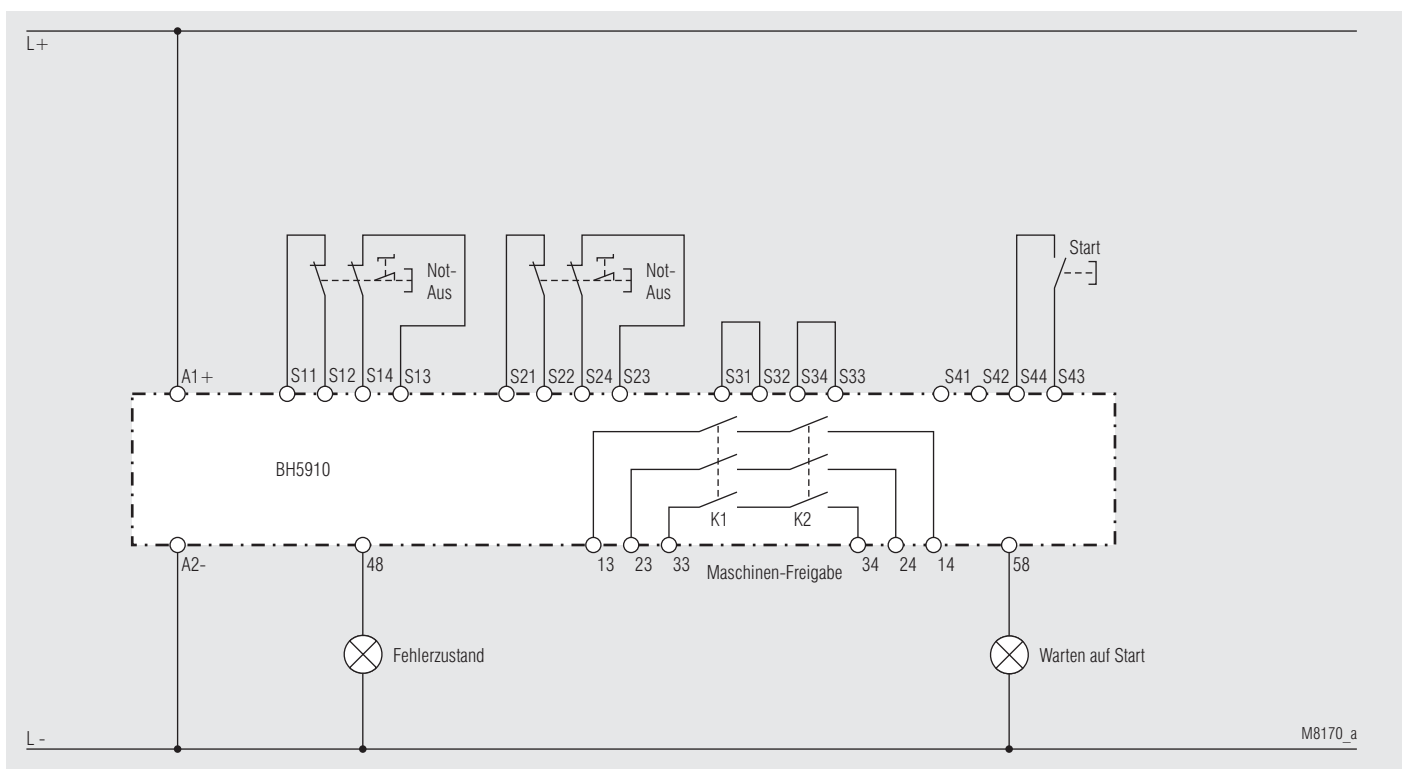 L+
Not-
Aus
Not-
Aus
Start
A1+
S11
S12
S14
S13
S21
S22
S24
S23
S31
S32
S34
S33
S41
S42
S44
S43
BH5910
K1
K2
A2-
48
13
23
33
Maschinen-Freigabe
34
24
14
58
Fehlerzustand
Warten auf Start
L -
M8170_a